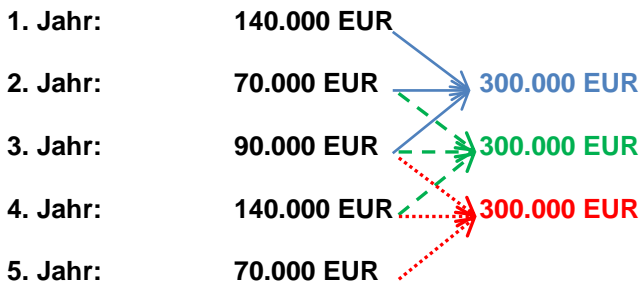 1. Jahr: 140.000 EUR
2. Jahr: 70.000 EUR 300.000 EUR
3. Jahr: 90.000 EUR 300.000 EUR
4. Jahr: 140.000 EUR 300.000 EUR
5. Jahr: 70.000 EUR